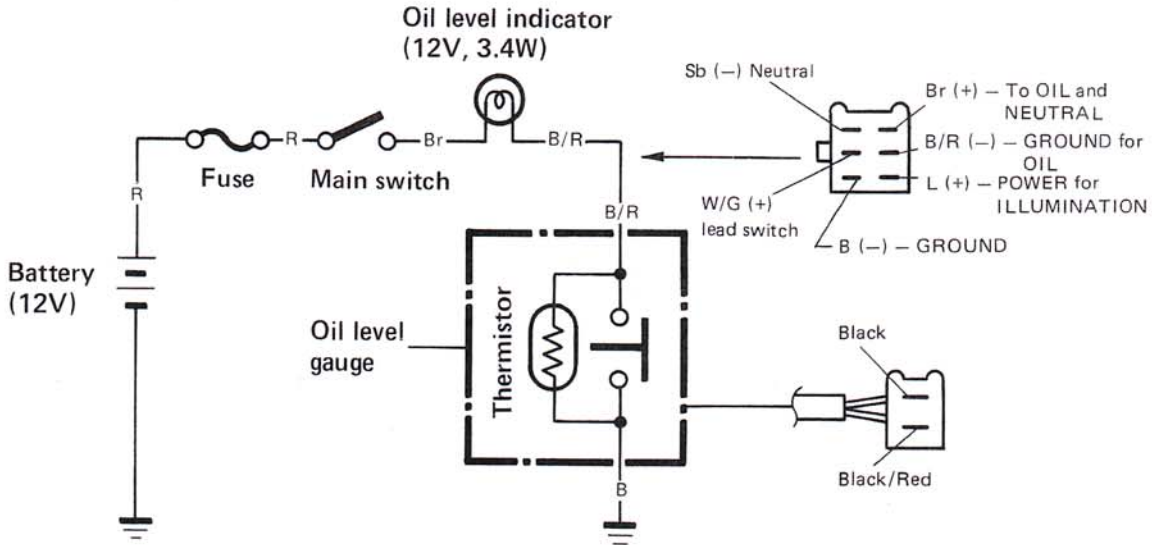 Oil level indicator
(12V, 3.4W)
Sb (−) Neutral
Br (+) – To OIL and
NEUTRAL
B/R (−) – GROUND for
OIL
L (+) – POWER for
ILLUMINATION
W/G (+)
lead switch
B (−) – GROUND
R
Br
B/R
Fuse
Main switch
R
B/R
Battery
(12V)
Oil level
gauge
Thermistor
Black
Black/Red
B